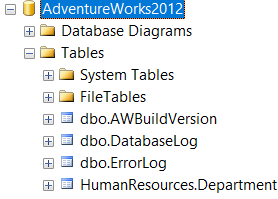 AdventureWorks2012
Database Diagrams
Tables
System Tables
FileTables
dbo.AWBuildVersion
dbo.DatabaseLog
dbo.ErrorLog
HumanResources.Department